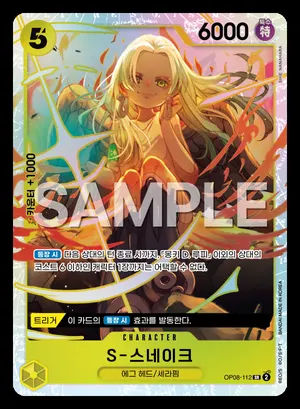 5
6000
특수
特
카운터 +1000
SAMPLE
등장 시 다음 상대의 턴 종료 시까지, 「몽키 D. 루피」 이외의 상대의
코스트 6 이하인 캐릭터 1장까지는 어택할 수 없다.
트리거 이 카드의 등장 시 효과를 발동한다.
CHARACTER
S-스네이크
에그 헤드/세라핌
OP08-112 SR 2